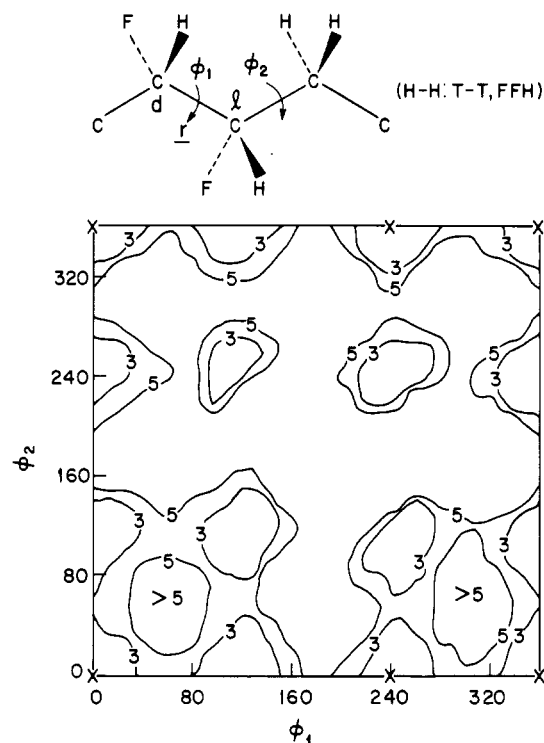 F H H H
C ϕ1 ϕ2 C (H-H: T-T, FFH)
d ℓ
C r C C
F H
X X X
360 3 3 3 3
320 5 5 5
5 3 5 3
240 3 5 3
ϕ2
160
5 5
3 3 3 3
80 5
>5 >5
3 3 3 3
0 X X X
0 80 160 240 320
ϕ1